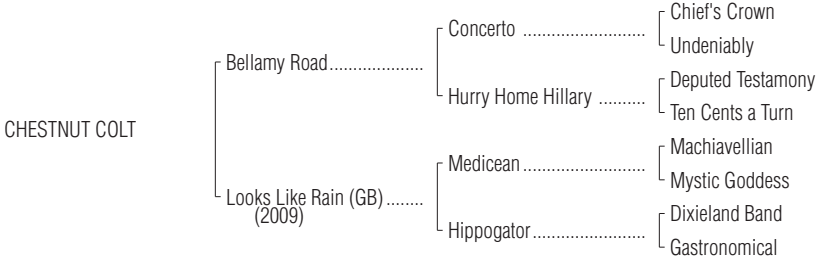 Chief's Crown
Concerto ..........................
Undeniably
Bellamy Road....................
Deputed Testamony
Hurry Home Hillary ..........
Ten Cents a Turn
CHESTNUT COLT
Machiavellian
Medicean..........................
Mystic Goddess
Looks Like Rain (GB) ........
(2009)
Dixieland Band
Hippogator........................
Gastronomical